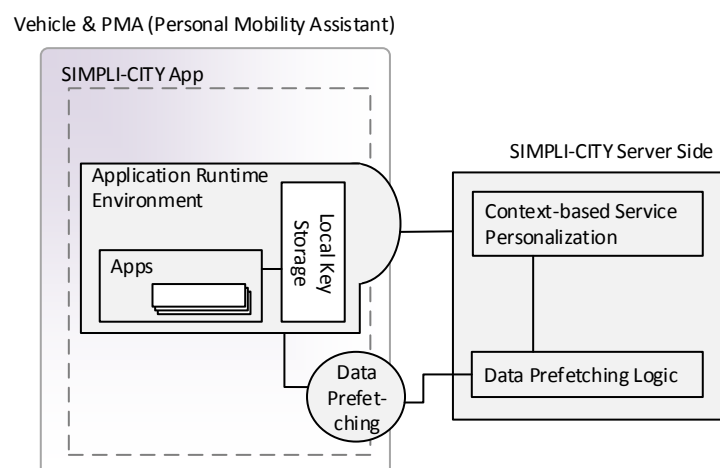 Vehicle & PMA (Personal Mobility Assistant)
SIMPLI-CITY App
Application Runtime
Environment
Local Key
Storage
Apps
Data
Prefet-
ching
SIMPLI-CITY Server Side
Context-based Service
Personalization
Data Prefetching Logic